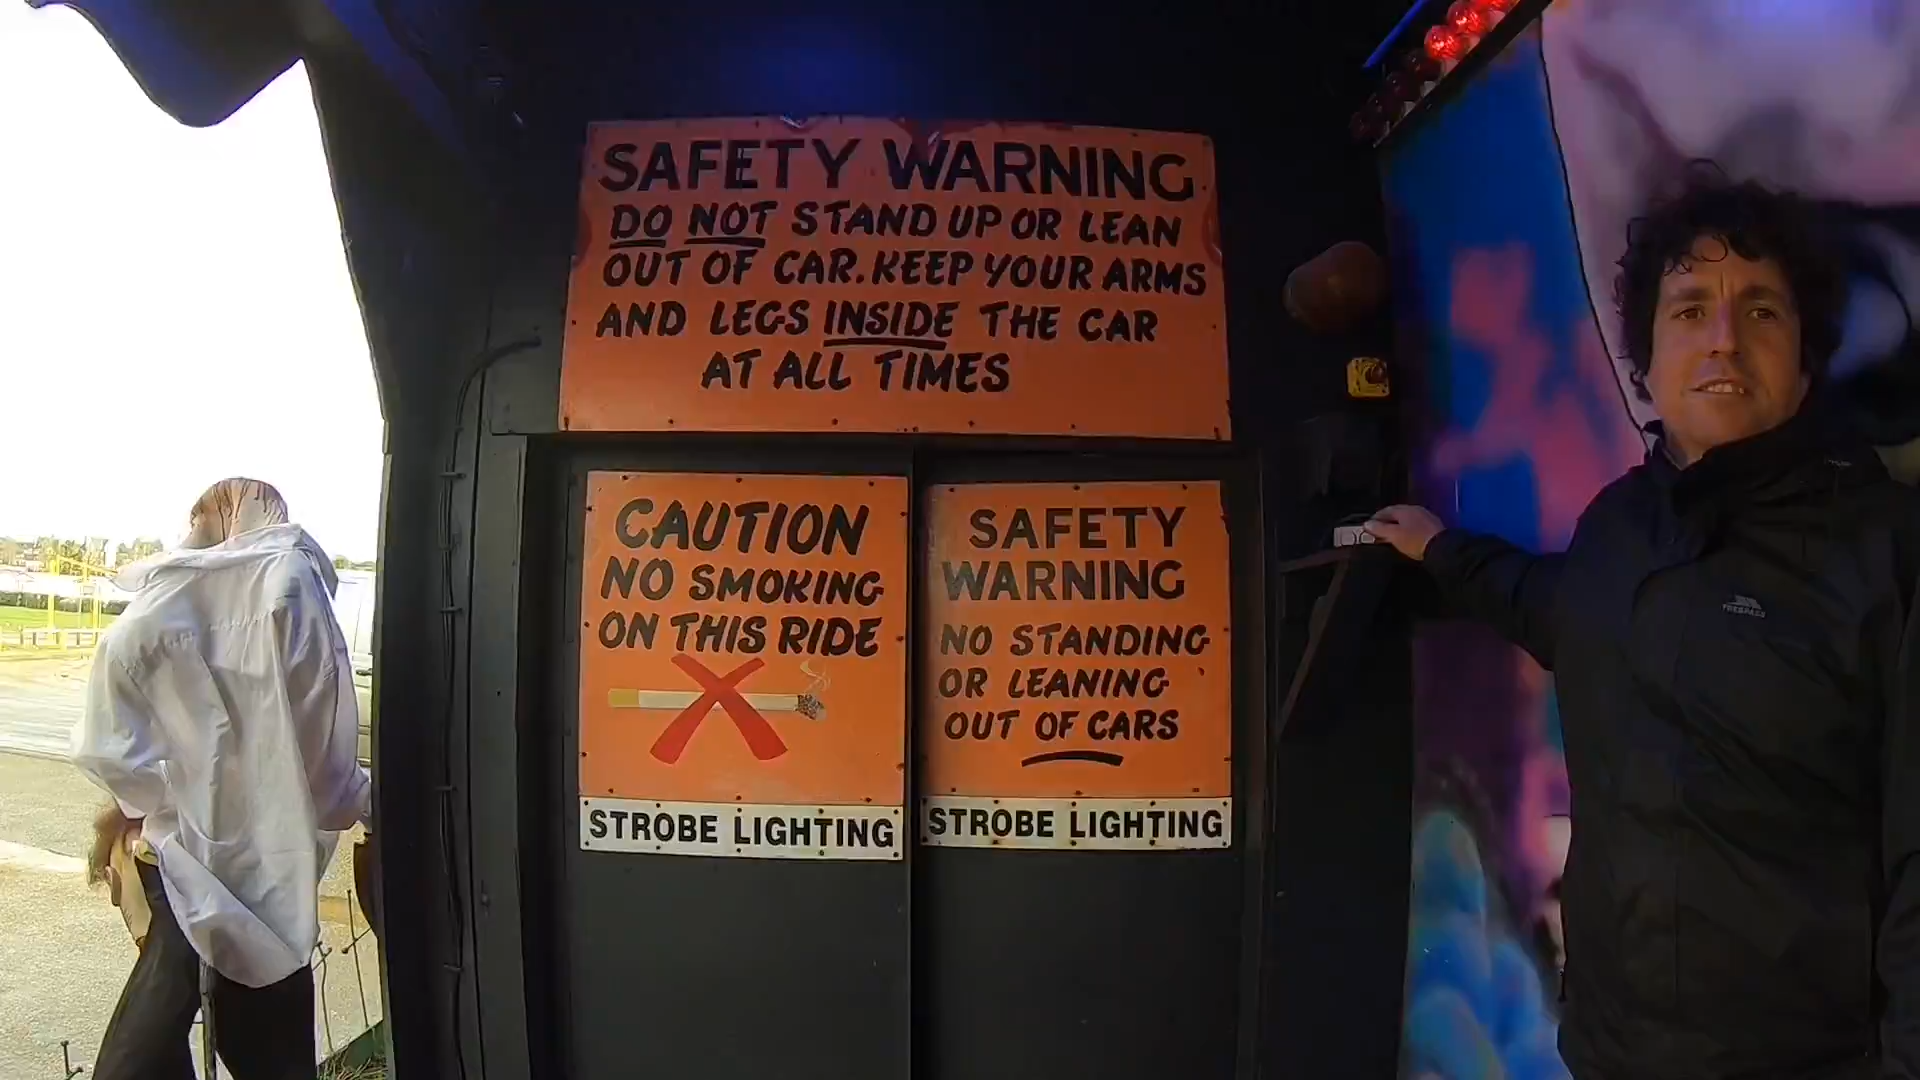 SAFETY WARNING
DO NOT STAND UP OR LEAN
OUT OF CAR. KEEP YOUR ARMS
AND LEGS INSIDE THE CAR
AT ALL TIMES
CAUTION
NO SMOKING
ON THIS RIDE
STROBE LIGHTING
SAFETY
WARNING
NO STANDING
OR LEANING
OUT OF CARS
STROBE LIGHTING
TRESPASS